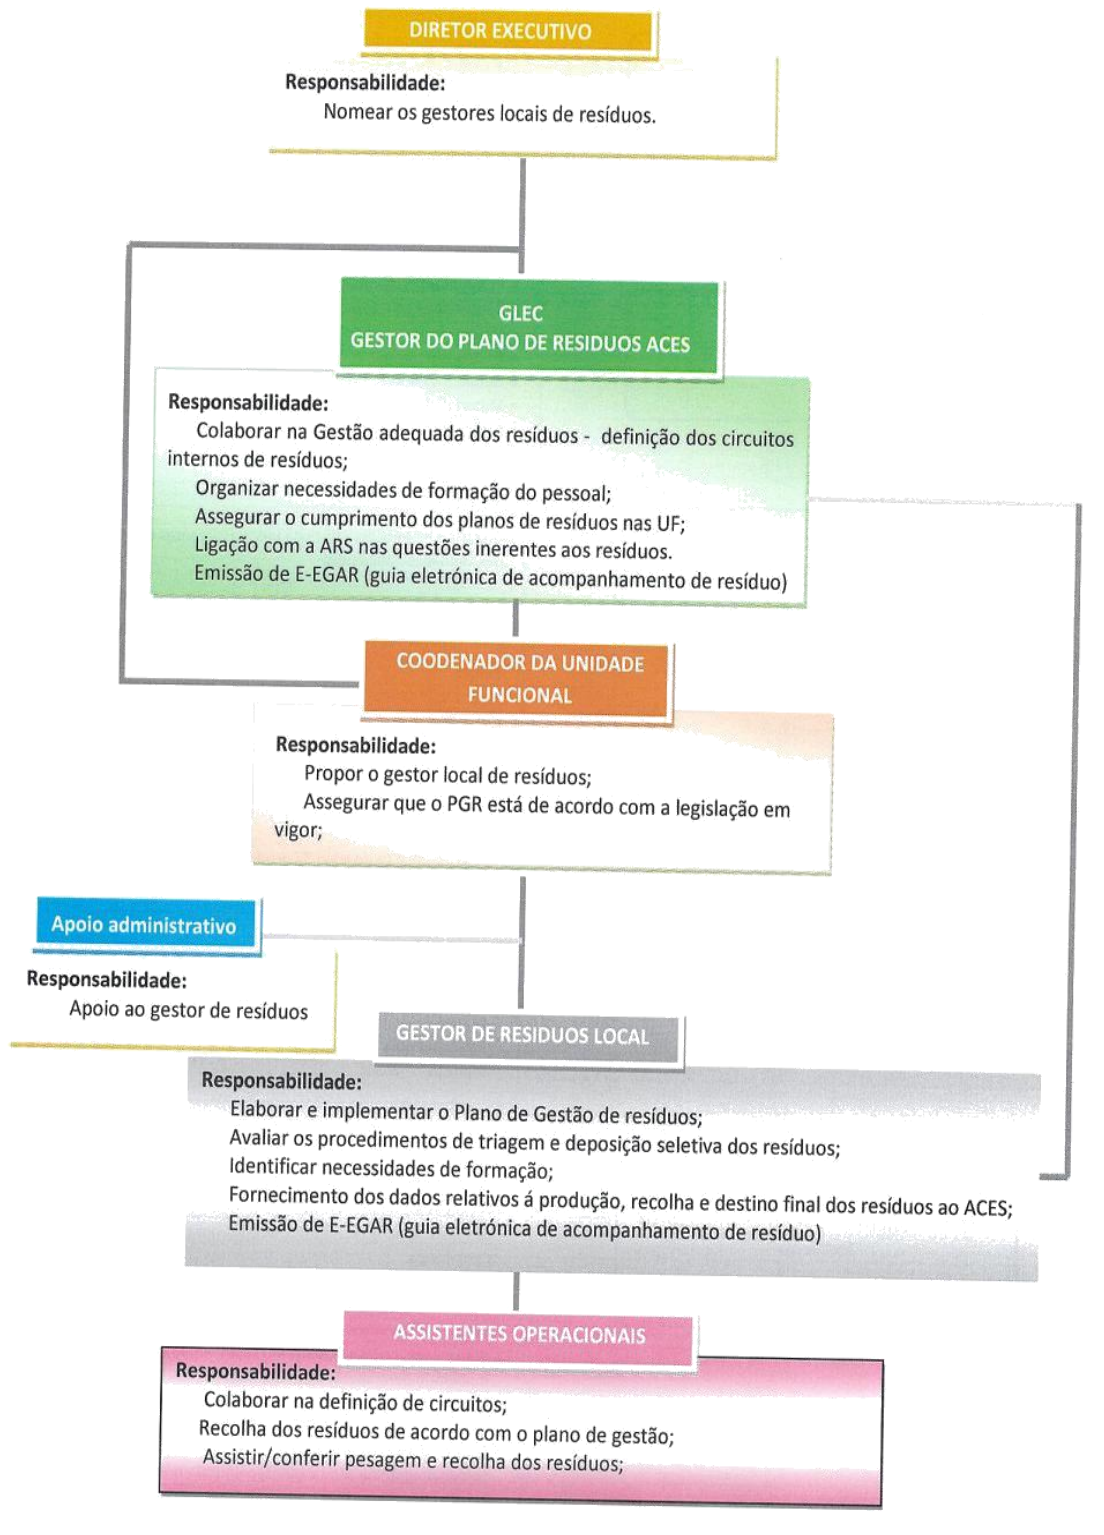 DIRETOR EXECUTIVO
Responsabilidade:
Nomear os gestores locais de resíduos.
GLEC
GESTOR DO PLANO DE RESIDUOS ACES
Responsabilidade:
Colaborar na Gestão adequada dos resíduos - definição dos circuitos
internos de resíduos;
Organizar necessidades de formação do pessoal;
Assegurar o cumprimento dos planos de resíduos nas UF;
Ligação com a ARS nas questões inerentes aos resíduos.
Emissão de E-EGAR (guia eletrónica de acompanhamento de resíduo)
COODENADOR DA UNIDADE
FUNCIONAL
Responsabilidade:
Propor o gestor local de resíduos;
Assegurar que o PGR está de acordo com a legislação em
vigor;
Apoio administrativo
Responsabilidade:
Apoio ao gestor de resíduos
GESTOR DE RESIDUOS LOCAL
Responsabilidade:
Elaborar e implementar o Plano de Gestão de resíduos;
Avaliar os procedimentos de triagem e deposição seletiva dos resíduos;
Identificar necessidades de formação;
Fornecimento dos dados relativos á produção, recolha e destino final dos resíduos ao ACES;
Emissão de E-EGAR (guia eletrónica de acompanhamento de resíduo)
ASSISTENTES OPERACIONAIS
Responsabilidade:
Colaborar na definição de circuitos;
Recolha dos resíduos de acordo com o plano de gestão;
Assistir/conferir pesagem e recolha dos resíduos;